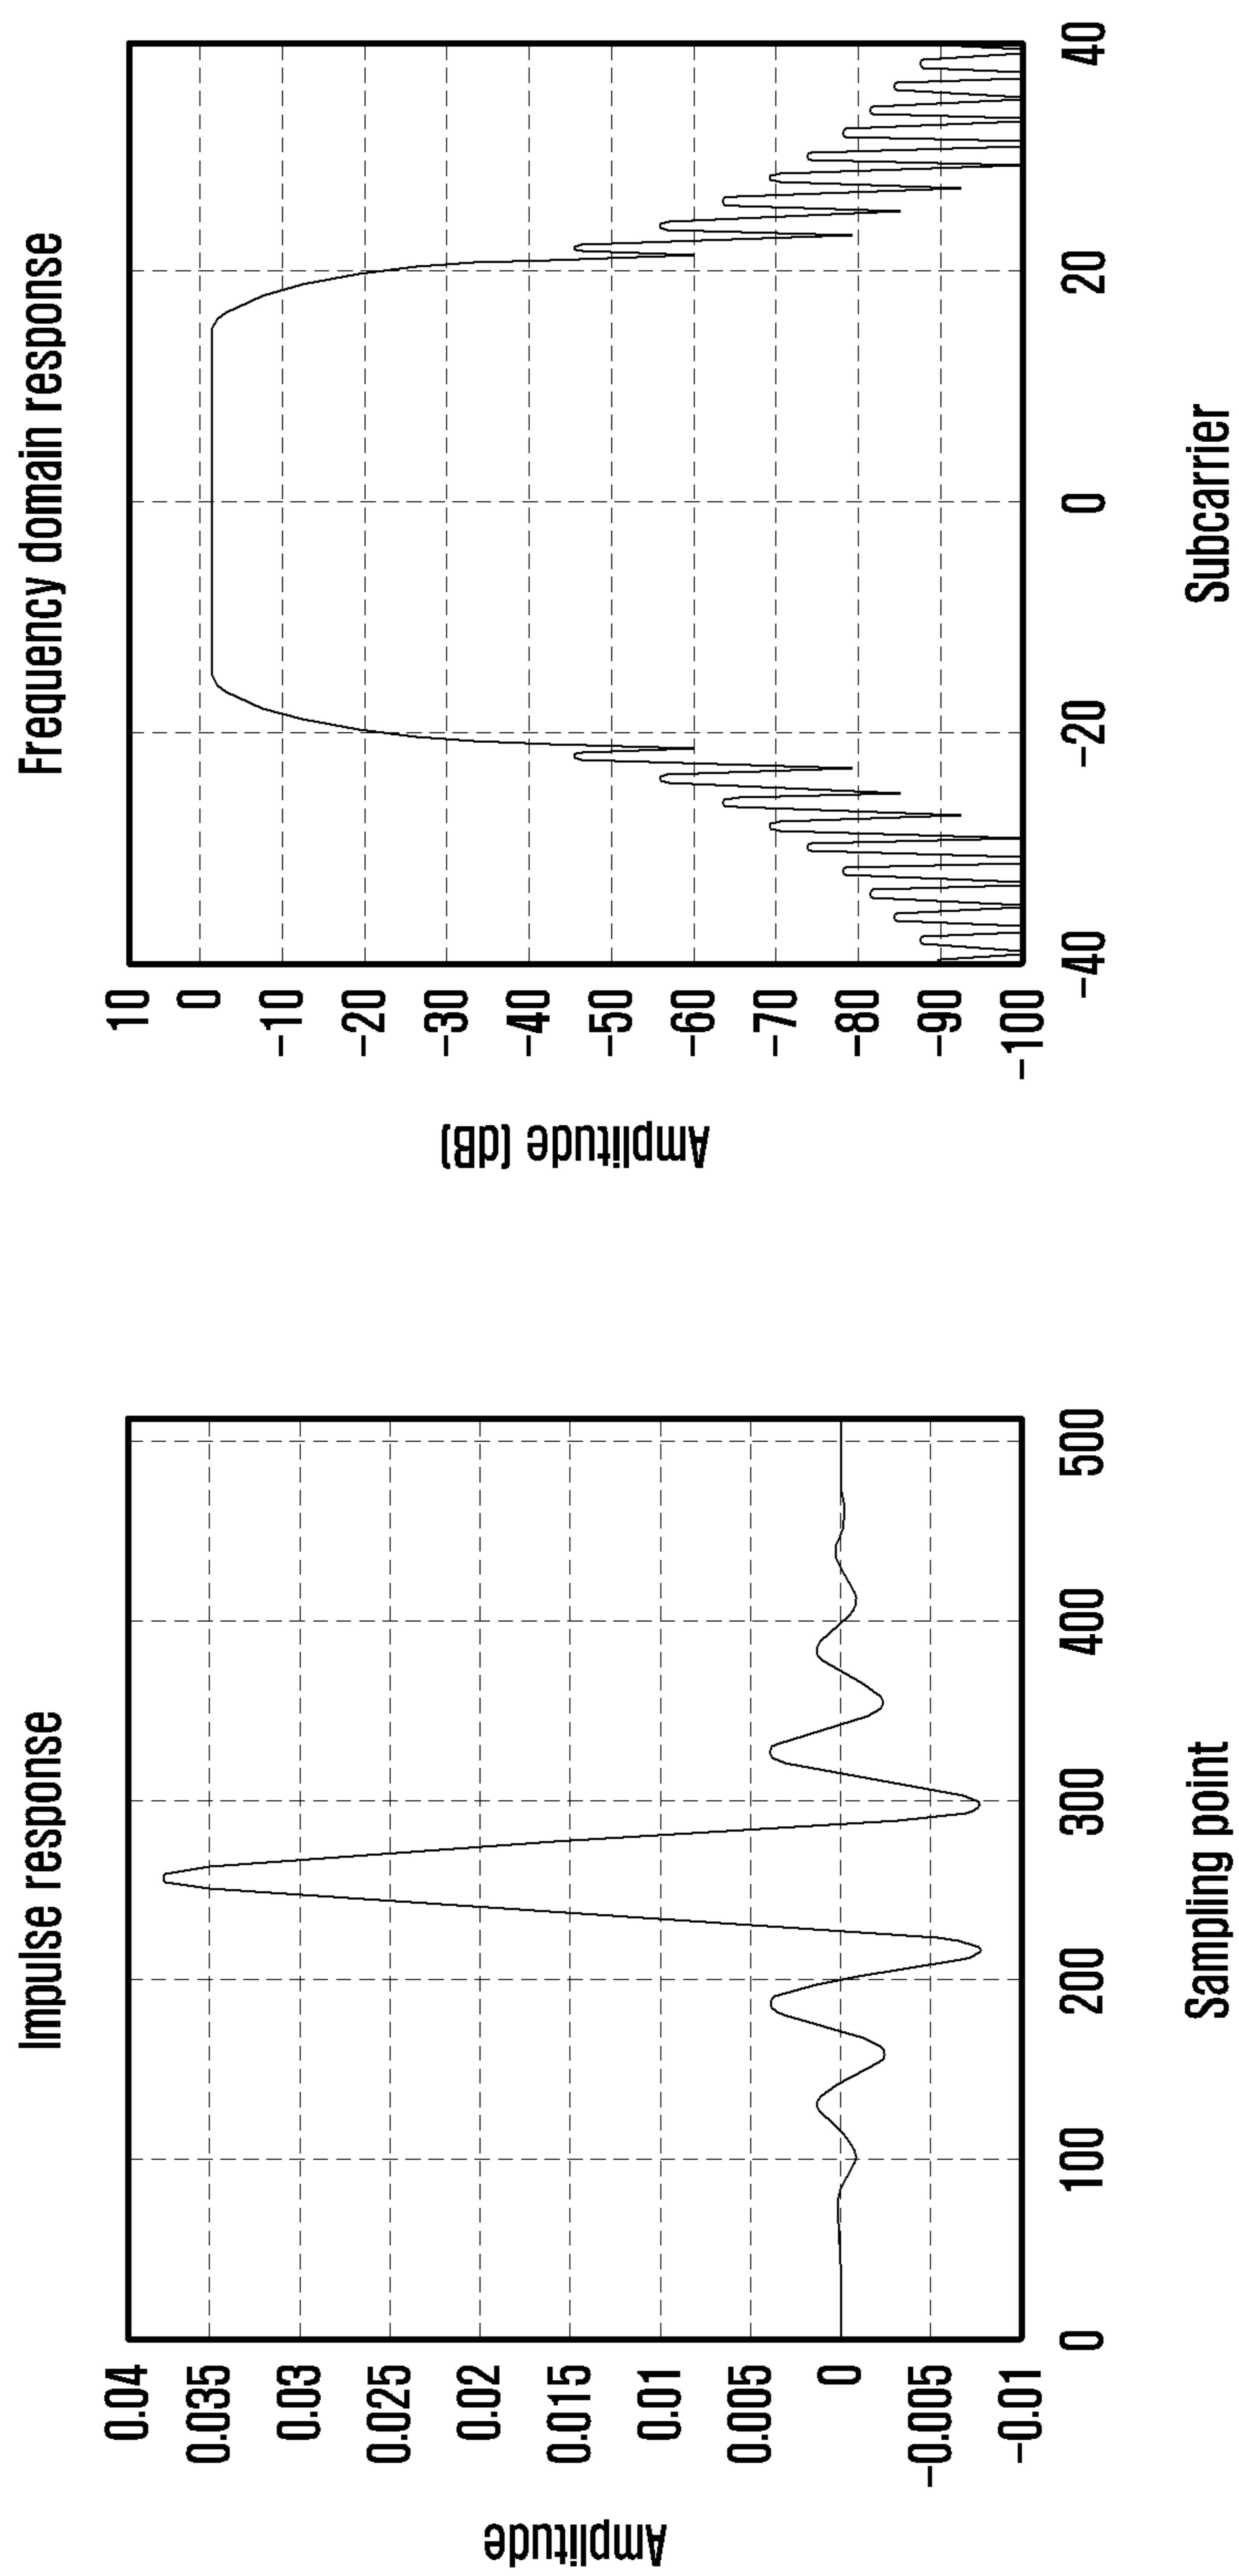 Impulse response
Amplitude
0.04
0.035
0.03
0.025
0.02
0.015
0.01
0.005
0
-0.005
-0.01
0 100 200 300 400 500
Sampling point
Frequency domain response
Amplitude (dB)
10
0
-10
-20
-30
-40
-50
-60
-70
-80
-90
-100
-40 -20 0 20 40
Subcarrier